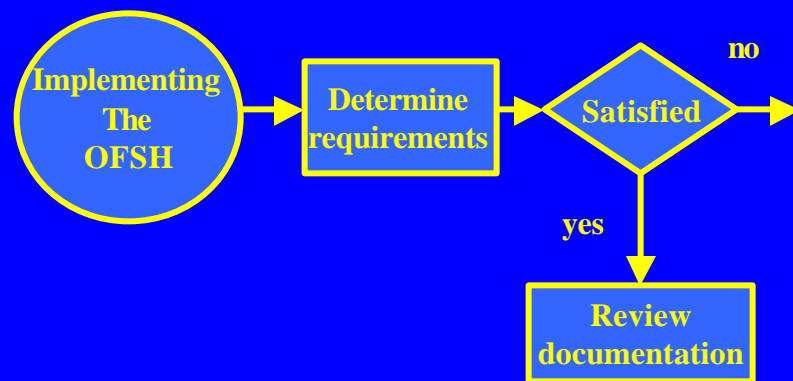 Implementing
The
OFSH
Determine
requirements
Satisfied
no
yes
Review
documentation